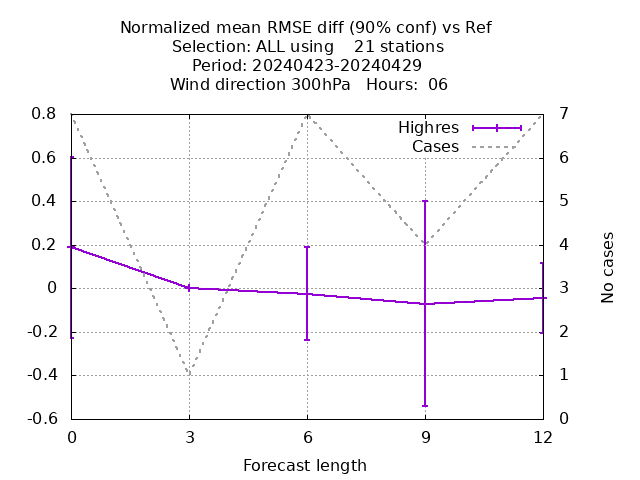 Normalized mean RMSE diff (90% conf) vs Ref
Selection: ALL using    21 stations
Period: 20240423-20240429
Wind direction 300hPa   Hours:  06
Highres
Cases
0.8
0.6
0.4
0.2
0
-0.2
-0.4
-0.6
7
6
5
4
3
2
1
0
No cases
0 3 6 9 12
Forecast length